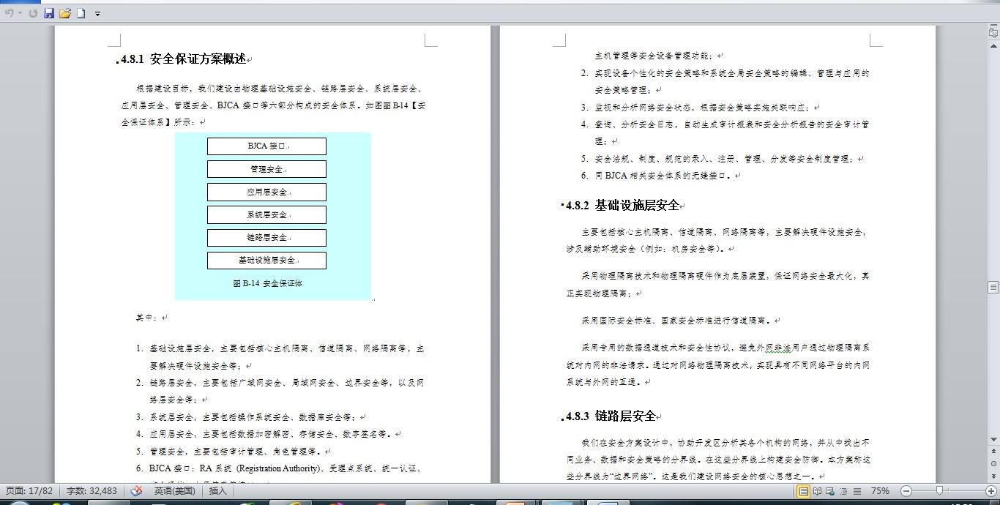 4.8.1 安全保证方案概述
根据建设目标，我们建设由物理基础设施安全、链路层安全、系统层安全、
应用层安全、管理安全、BJCA 接口等六部分构成的安全体系。如图图 B-14【安
全保证体系】所示：
BJCA 接口
管理安全
应用层安全
系统层安全
链路层安全
基础设施层安全
图 B-14 安全保证体
其中：
1. 基础设施层安全，主要包括核心主机隔离、信道隔离、网络隔离等，主
要解决硬件设施安全等；
2. 链路层安全，主要包括广域网安全、局域网安全、边界安全等，以及网
络层安全等；
3. 系统层安全，主要包括操作系统安全、数据库安全等；
4. 应用层安全，主要包括数据加密解密、存储安全、数字签名等。
5. 管理安全，主要包括审计管理、角色管理等。
6. BJCA 接口：RA 系统 (Registration Authority)、受理点系统、统一认证、
主机管理等安全设备管理功能；
2. 实现设备个性化的安全策略和系统全局安全策略的编辑、管理与应用的
安全策略管理；
3. 监视和分析网络安全状态，根据安全策略实施关联响应；
4. 查询、分析安全日志，自动生成审计报表和安全分析报告的安全审计管
理；
5. 安全法规、制度、规范的录入、注册、管理、分发等安全制度管理；
6. 同 BJCA 相关安全体系的无缝接口。
4.8.2 基础设施层安全
主要包括核心主机隔离、信道隔离、网络隔离等，主要解决硬件设施安全，
涉及辅助环境安全（例如：机房安全等）。
采用物理隔离技术和物理隔离硬件作为底层装置，保证网络安全最大化，真
正实现物理隔离；
采用国际安全标准、国家安全标准进行信道隔离。
采用专用的数据通道技术和安全性协议，避免外网非法用户通过物理隔离系
统对内网的非法请求。通过对网络物理隔离技术，实现具有不同网络平台的内网
系统与外网的互通。
4.8.3 链路层安全
我们在安全方案设计中，协助开发区分析其各个机构的网络，并从中找出不
同业务、数据和安全策略的分界线。在这些分界线上构建安全防御。本方案称这
些分界线为“边界网络”。这是我们建设网络安全的核心思想之一。
页面: 17/82 字数: 32,483 英语(美国) 插入 75%